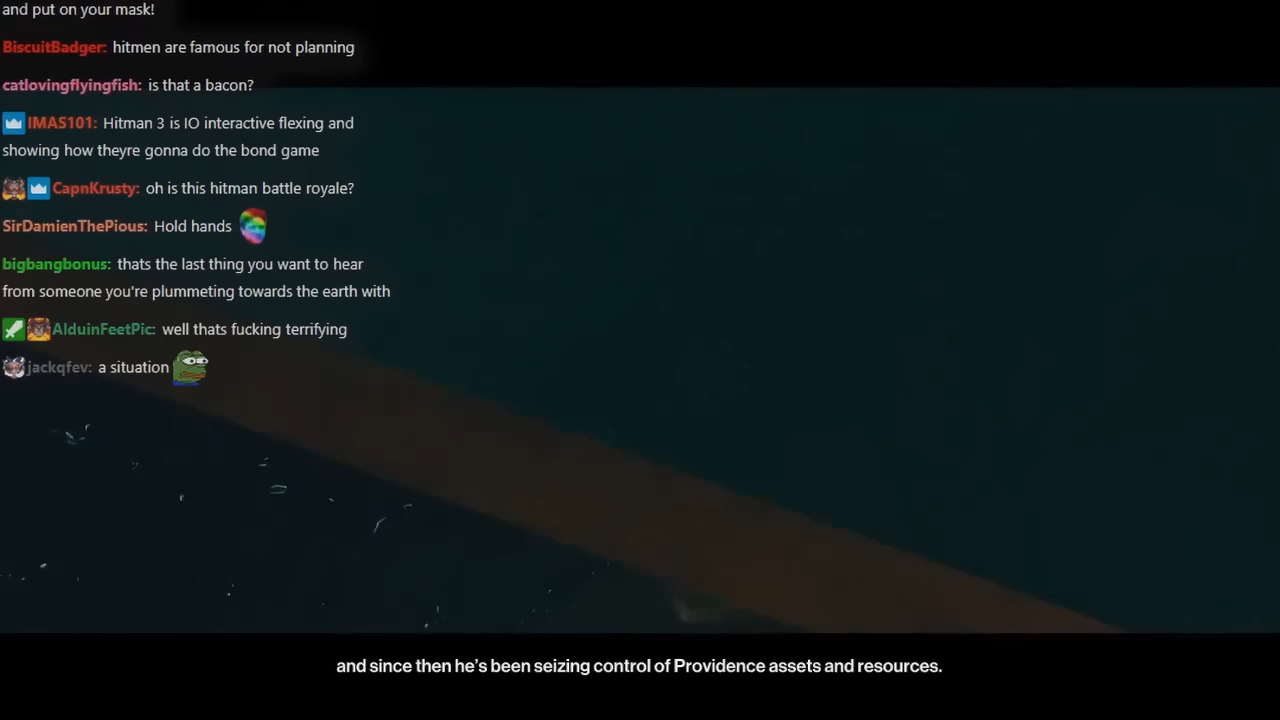 and put on your mask!
BiscuitBadger: hitmen are famous for not planning
catlovingflyingfish: is that a bacon?
IMAS101: Hitman 3 is IO interactive flexing and
showing how theyre gonna do the bond game
CapnKrusty: oh is this hitman battle royale?
SirDamienThePious: Hold hands
bigbangbonus: thats the last thing you want to hear
from someone you're plummeting towards the earth with
AlduinFeetPic: well thats fucking terrifying
jackqfev: a situation
and since then he's been seizing control of Providence assets and resources.